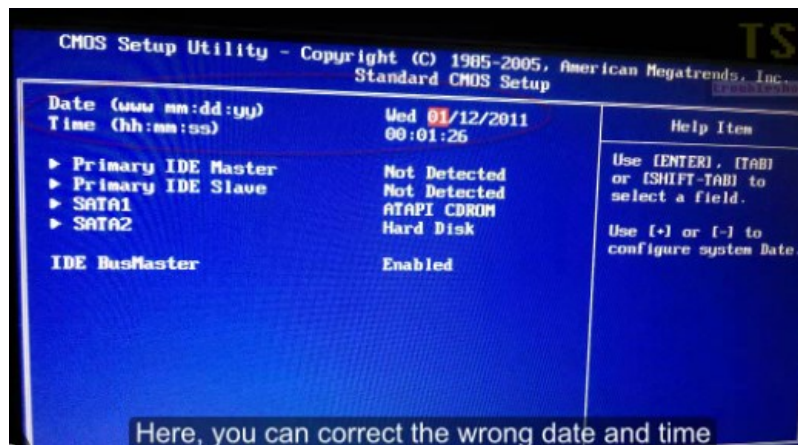 TS
CMOS Setup Utility - Copyright (C) 1985-2005, American Megatrends, Inc.
Standard CMOS Setup
Date (www mm:dd:yy) Wed 01/12/2011
Time (hh:mm:ss) 00:01:26
▶ Primary IDE Master Not Detected
▶ Primary IDE Slave Not Detected
▶ SATA1 ATAPI CDROM
▶ SATA2 Hard Disk
IDE BusMaster Enabled
Help Item
Use [ENTER], [TAB]
or [SHIFT-TAB] to
select a field.
Use [+] or [-] to
configure system Date.
Here, you can correct the wrong date and time